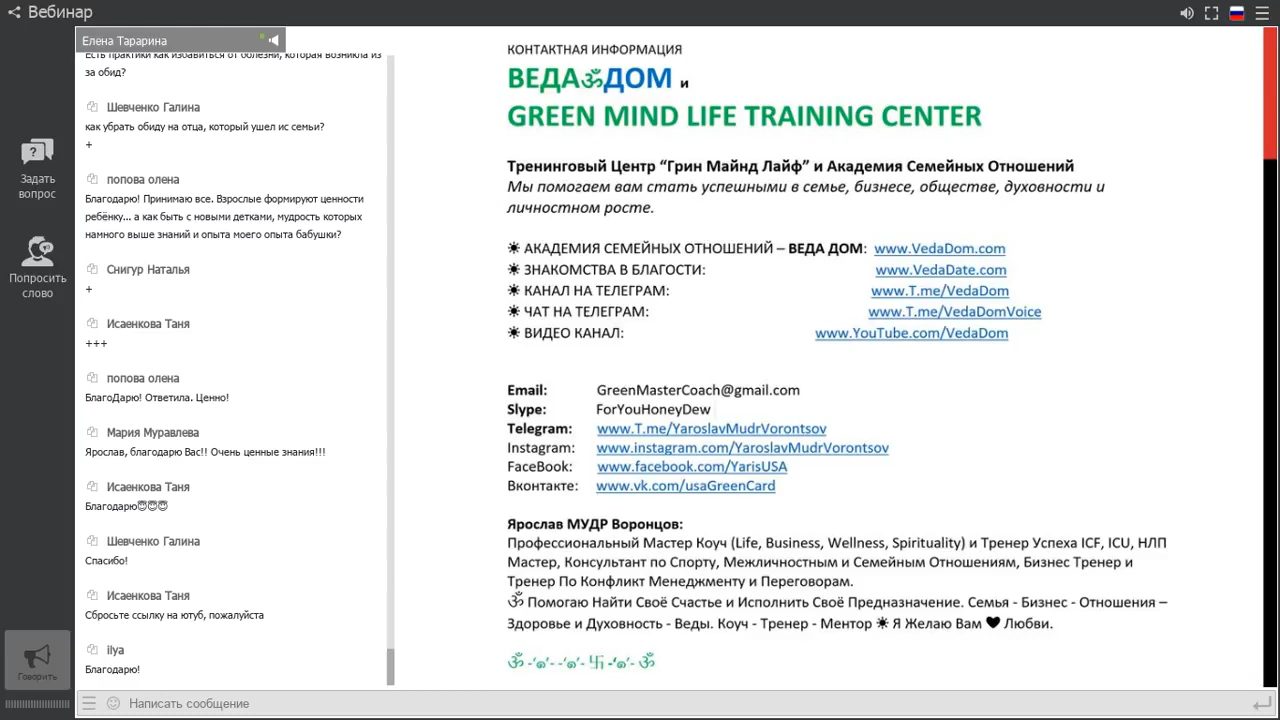 Вебинар
Елена Тарарина
Задать
вопрос
Попросить
слово
Говорить
Есть практики как избавиться от болезни, которая возникла из
за обид?
Шевченко Галина
как убрать обиду на отца, который ушел ис семьи?
+
попова олена
Благодарю! Принимаю все. Взрослые формируют ценности
ребёнку... а как быть с новыми детками, мудрость которых
намного выше знаний и опыта моего опыта бабушки?
Снигур Наталья
+
Исаенкова Таня
+++
попова олена
БлагоДарю! Ответила. Ценно!
Мария Муравлева
Ярослав, благодарю Вас!! Очень ценные знания!!!
Исаенкова Таня
Благодарю😇😇😇
Шевченко Галина
Спасибо!
Исаенкова Таня
Сбросьте ссылку на ютуб, пожалуйста
ilya
Благодарю!
Написать сообщение
КОНТАКТНАЯ ИНФОРМАЦИЯ
ВЕДАॐДОМ и
GREEN MIND LIFE TRAINING CENTER
Тренинговый Центр “Грин Майнд Лайф” и Академия Семейных Отношений
Мы помогаем вам стать успешными в семье, бизнесе, обществе, духовности и
личностном росте.
☀ АКАДЕМИЯ СЕМЕЙНЫХ ОТНОШЕНИЙ – ВЕДА ДОМ: www.VedaDom.com
☀ ЗНАКОМСТВА В БЛАГОСТИ: www.VedaDate.com
☀ КАНАЛ НА ТЕЛЕГРАМ: www.T.me/VedaDom
☀ ЧАТ НА ТЕЛЕГРАМ: www.T.me/VedaDomVoice
☀ ВИДЕО КАНАЛ: www.YouTube.com/VedaDom
Email: GreenMasterCoach@gmail.com
Slype: ForYouHoneyDew
Telegram: www.T.me/YaroslavMudrVorontsov
Instagram: www.instagram.com/YaroslavMudrVorontsov
FaceBook: www.facebook.com/YarisUSA
Вконтакте: www.vk.com/usaGreenCard
Ярослав МУДР Воронцов:
Профессиональный Мастер Коуч (Life, Business, Wellness, Spirituality) и Тренер Успеха ICF, ICU, НЛП
Мастер, Консультант по Спорту, Межличностным и Семейным Отношениям, Бизнес Тренер и
Тренер По Конфликт Менеджменту и Переговорам.
ॐ Помогаю Найти Своё Счастье и Исполнить Своё Предназначение. Семья - Бизнес - Отношения –
Здоровье и Духовность - Веды. Коуч - Тренер - Ментор ☀ Я Желаю Вам ♥ Любви.
ॐ -‘๑’- -‘๑’- 卐 -‘๑’- ॐ